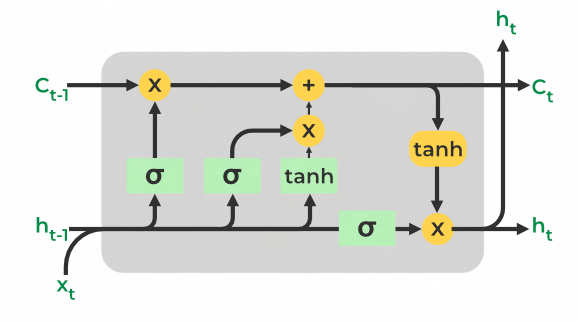 h_t
C_t-1
x
+
C_t
x
tanh
σ
σ
tanh
h_t-1
σ
x
h_t
x_t